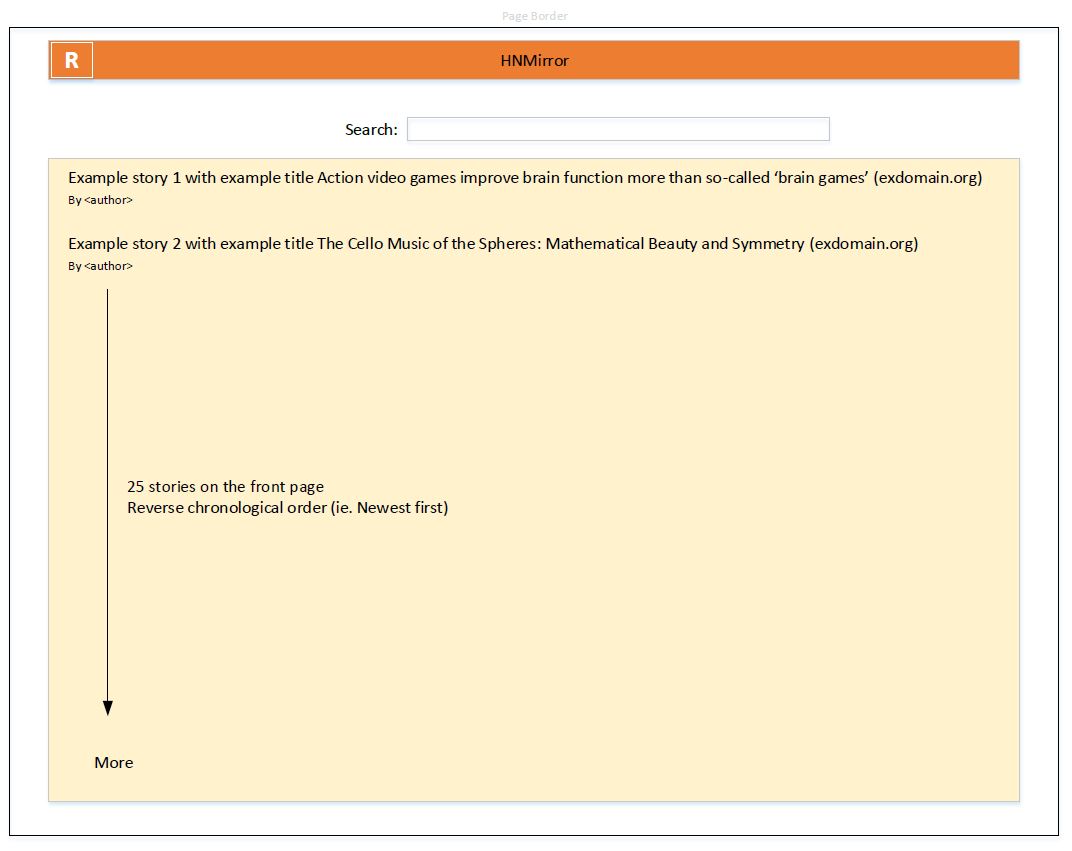 Page Border
R
HNMirror
Search:
Example story 1 with example title Action video games improve brain function more than so-called ‘brain games’ (exdomain.org)
By <author>
Example story 2 with example title The Cello Music of the Spheres: Mathematical Beauty and Symmetry (exdomain.org)
By <author>
25 stories on the front page
Reverse chronological order (ie. Newest first)
More